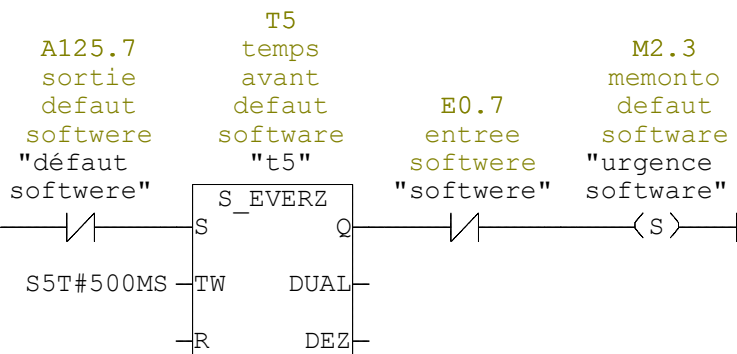 T5
A125.7 temps M2.3
sortie avant memonto
defaut defaut E0.7 defaut
softwere software entree software
"défaut "t5" softwere "urgence
softwere" S_EVERZ "softwere" software"
S Q S
S5T#500MS TW DUAL
R DEZ